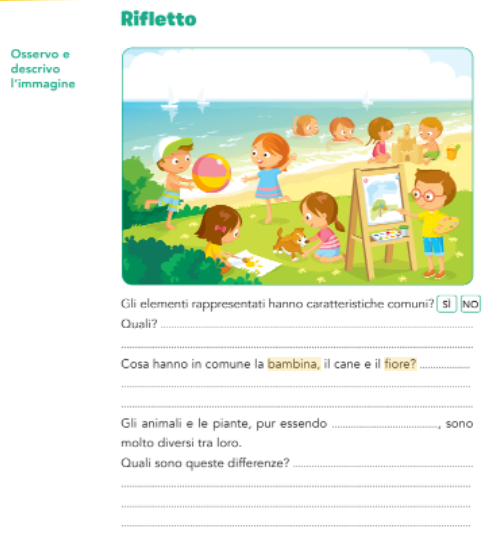 Rifletto
Osservo e
descrivo
l'immagine
Gli elementi rappresentati hanno caratteristiche comuni? SÌ NO
Quali?
Cosa hanno in comune la bambina, il cane e il fiore?
Gli animali e le piante, pur essendo ..............................., sono
molto diversi tra loro.
Quali sono queste differenze?